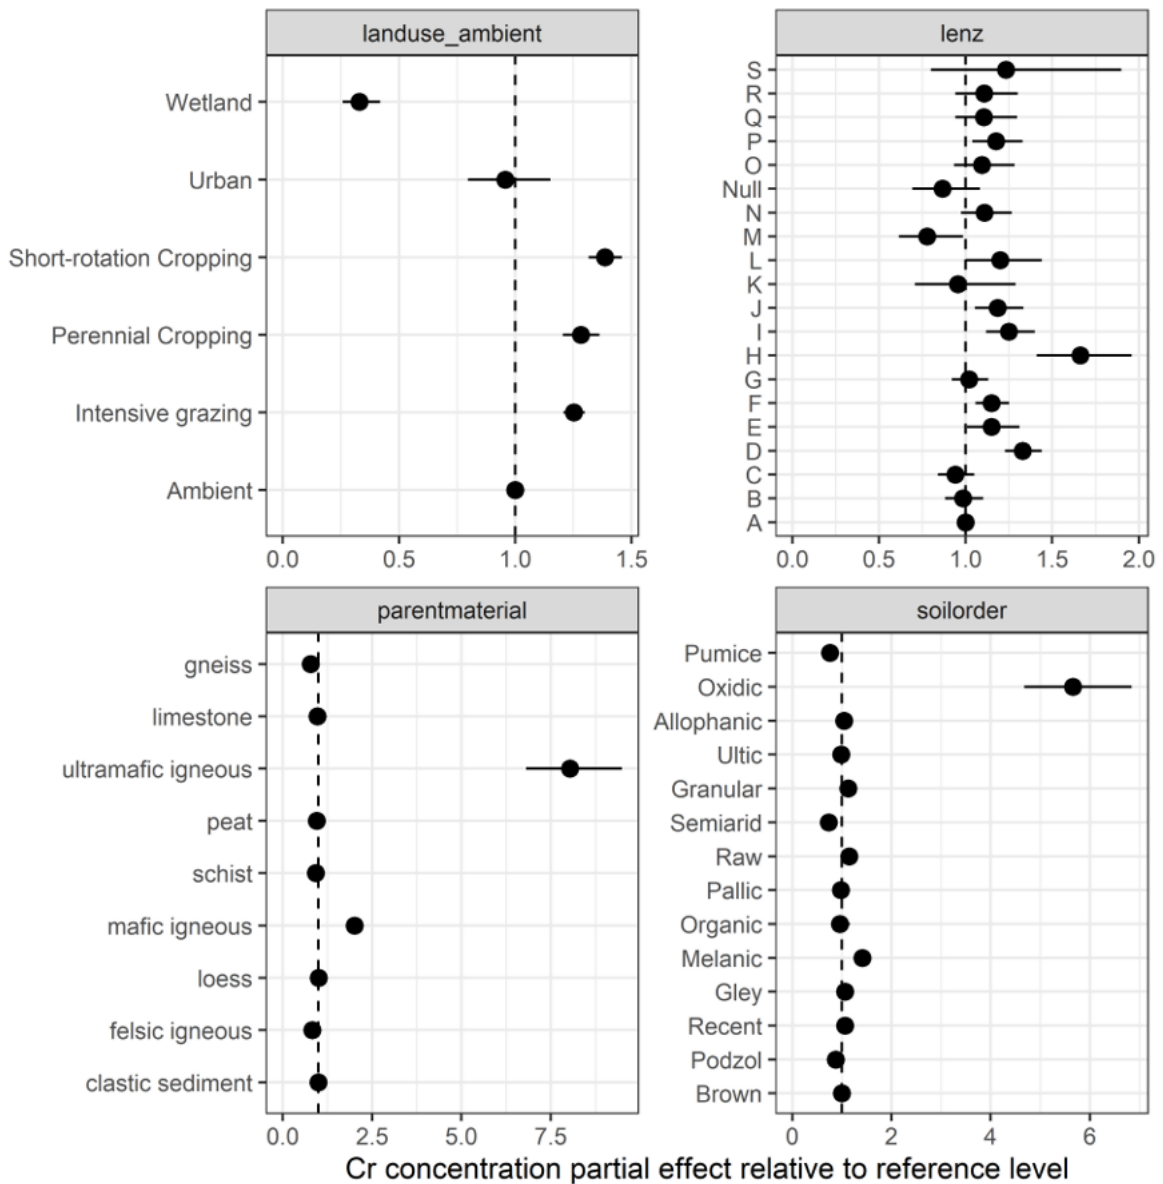 landuse_ambient
Wetland
Urban
Short-rotation Cropping
Perennial Cropping
Intensive grazing
Ambient
0.0 0.5 1.0 1.5
lenz
S
R
Q
P
O
Null
N
M
L
K
J
I
H
G
F
E
D
C
B
A
0.0 0.5 1.0 1.5 2.0
parentmaterial
gneiss
limestone
ultramafic igneous
peat
schist
mafic igneous
loess
felsic igneous
clastic sediment
0.0 2.5 5.0 7.5
soilorder
Pumice
Oxidic
Allophanic
Ultic
Granular
Semiarid
Raw
Pallic
Organic
Melanic
Gley
Recent
Podzol
Brown
0 2 4 6
Cr concentration partial effect relative to reference level